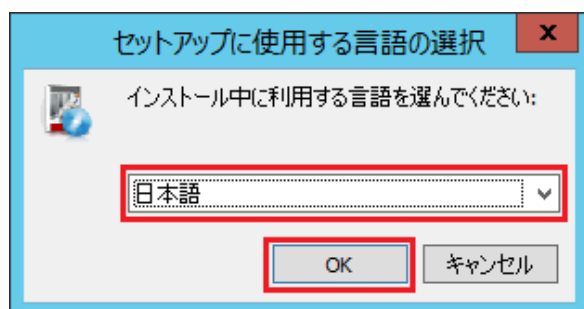 セットアップに使用する言語の選択
インストール中に利用する言語を選んでください:
日本語
OK キャンセル